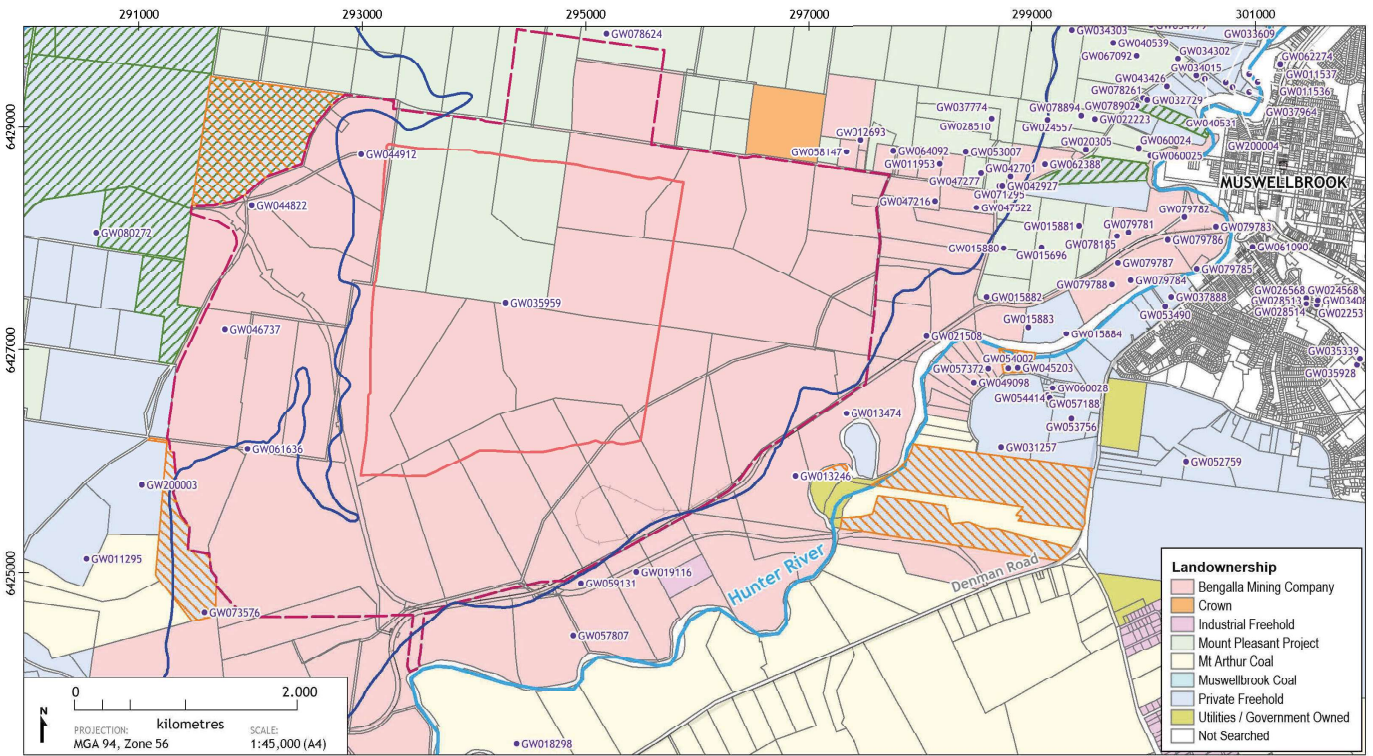 291000
293000
295000
297000
299000
301000
6429000
6427000
6425000
GW078624
GW034303
GW040539
GW067092
GW034302
GW034015
GW033609
GW062274
GW011537
GW011536
GW037964
GW043426
GW078261
GW032729
GW078902
GW078894
GW022223
GW024557
GW037774
GW028510
GW040531
GW020305
GW060024
GW060025
GW200004
GW012693
GW058147
GW064092
GW011953
GW053007
GW062388
GW042701
GW047277
GW042927
GW071295
GW047216
GW047522
MUSWELLBROOK
GW044912
GW044822
GW080272
GW079782
GW079783
GW015881
GW079781
GW078185
GW079786
GW061090
GW015880
GW015696
GW079787
GW079785
GW079784
GW079788
GW026568
GW024568
GW028513
GW028514
GW035959
GW015882
GW037888
GW053490
GW046737
GW015883
GW015884
GW021508
GW035339
GW035928
GW054002
GW057372
GW045203
GW049098
GW060028
GW054414
GW057188
GW053756
GW013474
GW061636
GW031257
GW052759
GW200003
GW013246
GW011295
GW019116
GW059131
GW073576
GW057807
GW018298
Hunter River
Denman Road
Landownership
Bengalla Mining Company
Crown
Industrial Freehold
Mount Pleasant Project
Mt Arthur Coal
Muswellbrook Coal
Private Freehold
Utilities / Government Owned
Not Searched
0
2.000
kilometres
N
PROJECTION:
MGA 94, Zone 56
SCALE:
1:45,000 (A4)